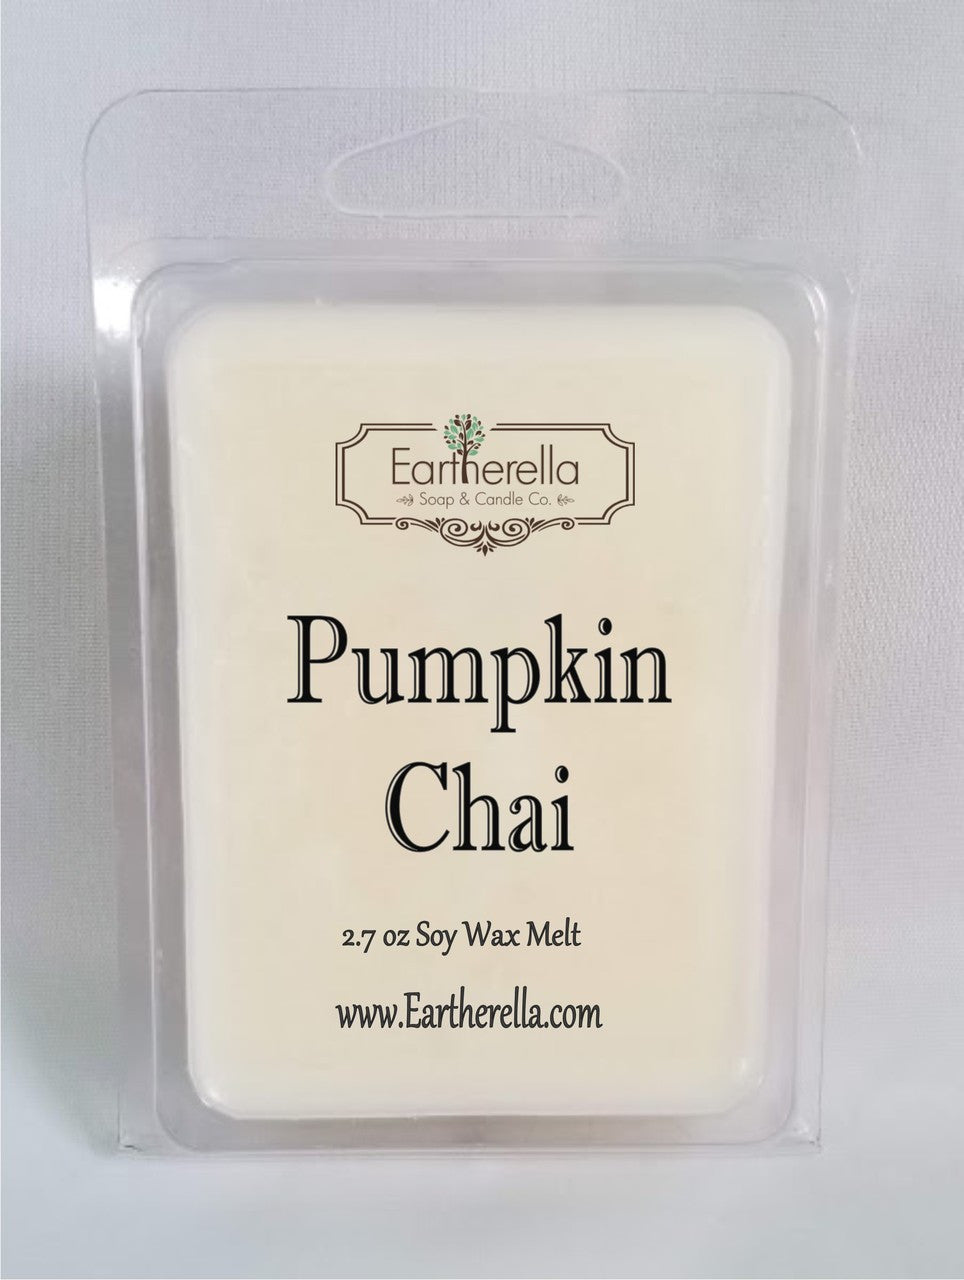 Eartherella
Soap & Candle Co.
Pumpkin
Chai
2.7 oz Soy Wax Melt
www.Eartherella.com